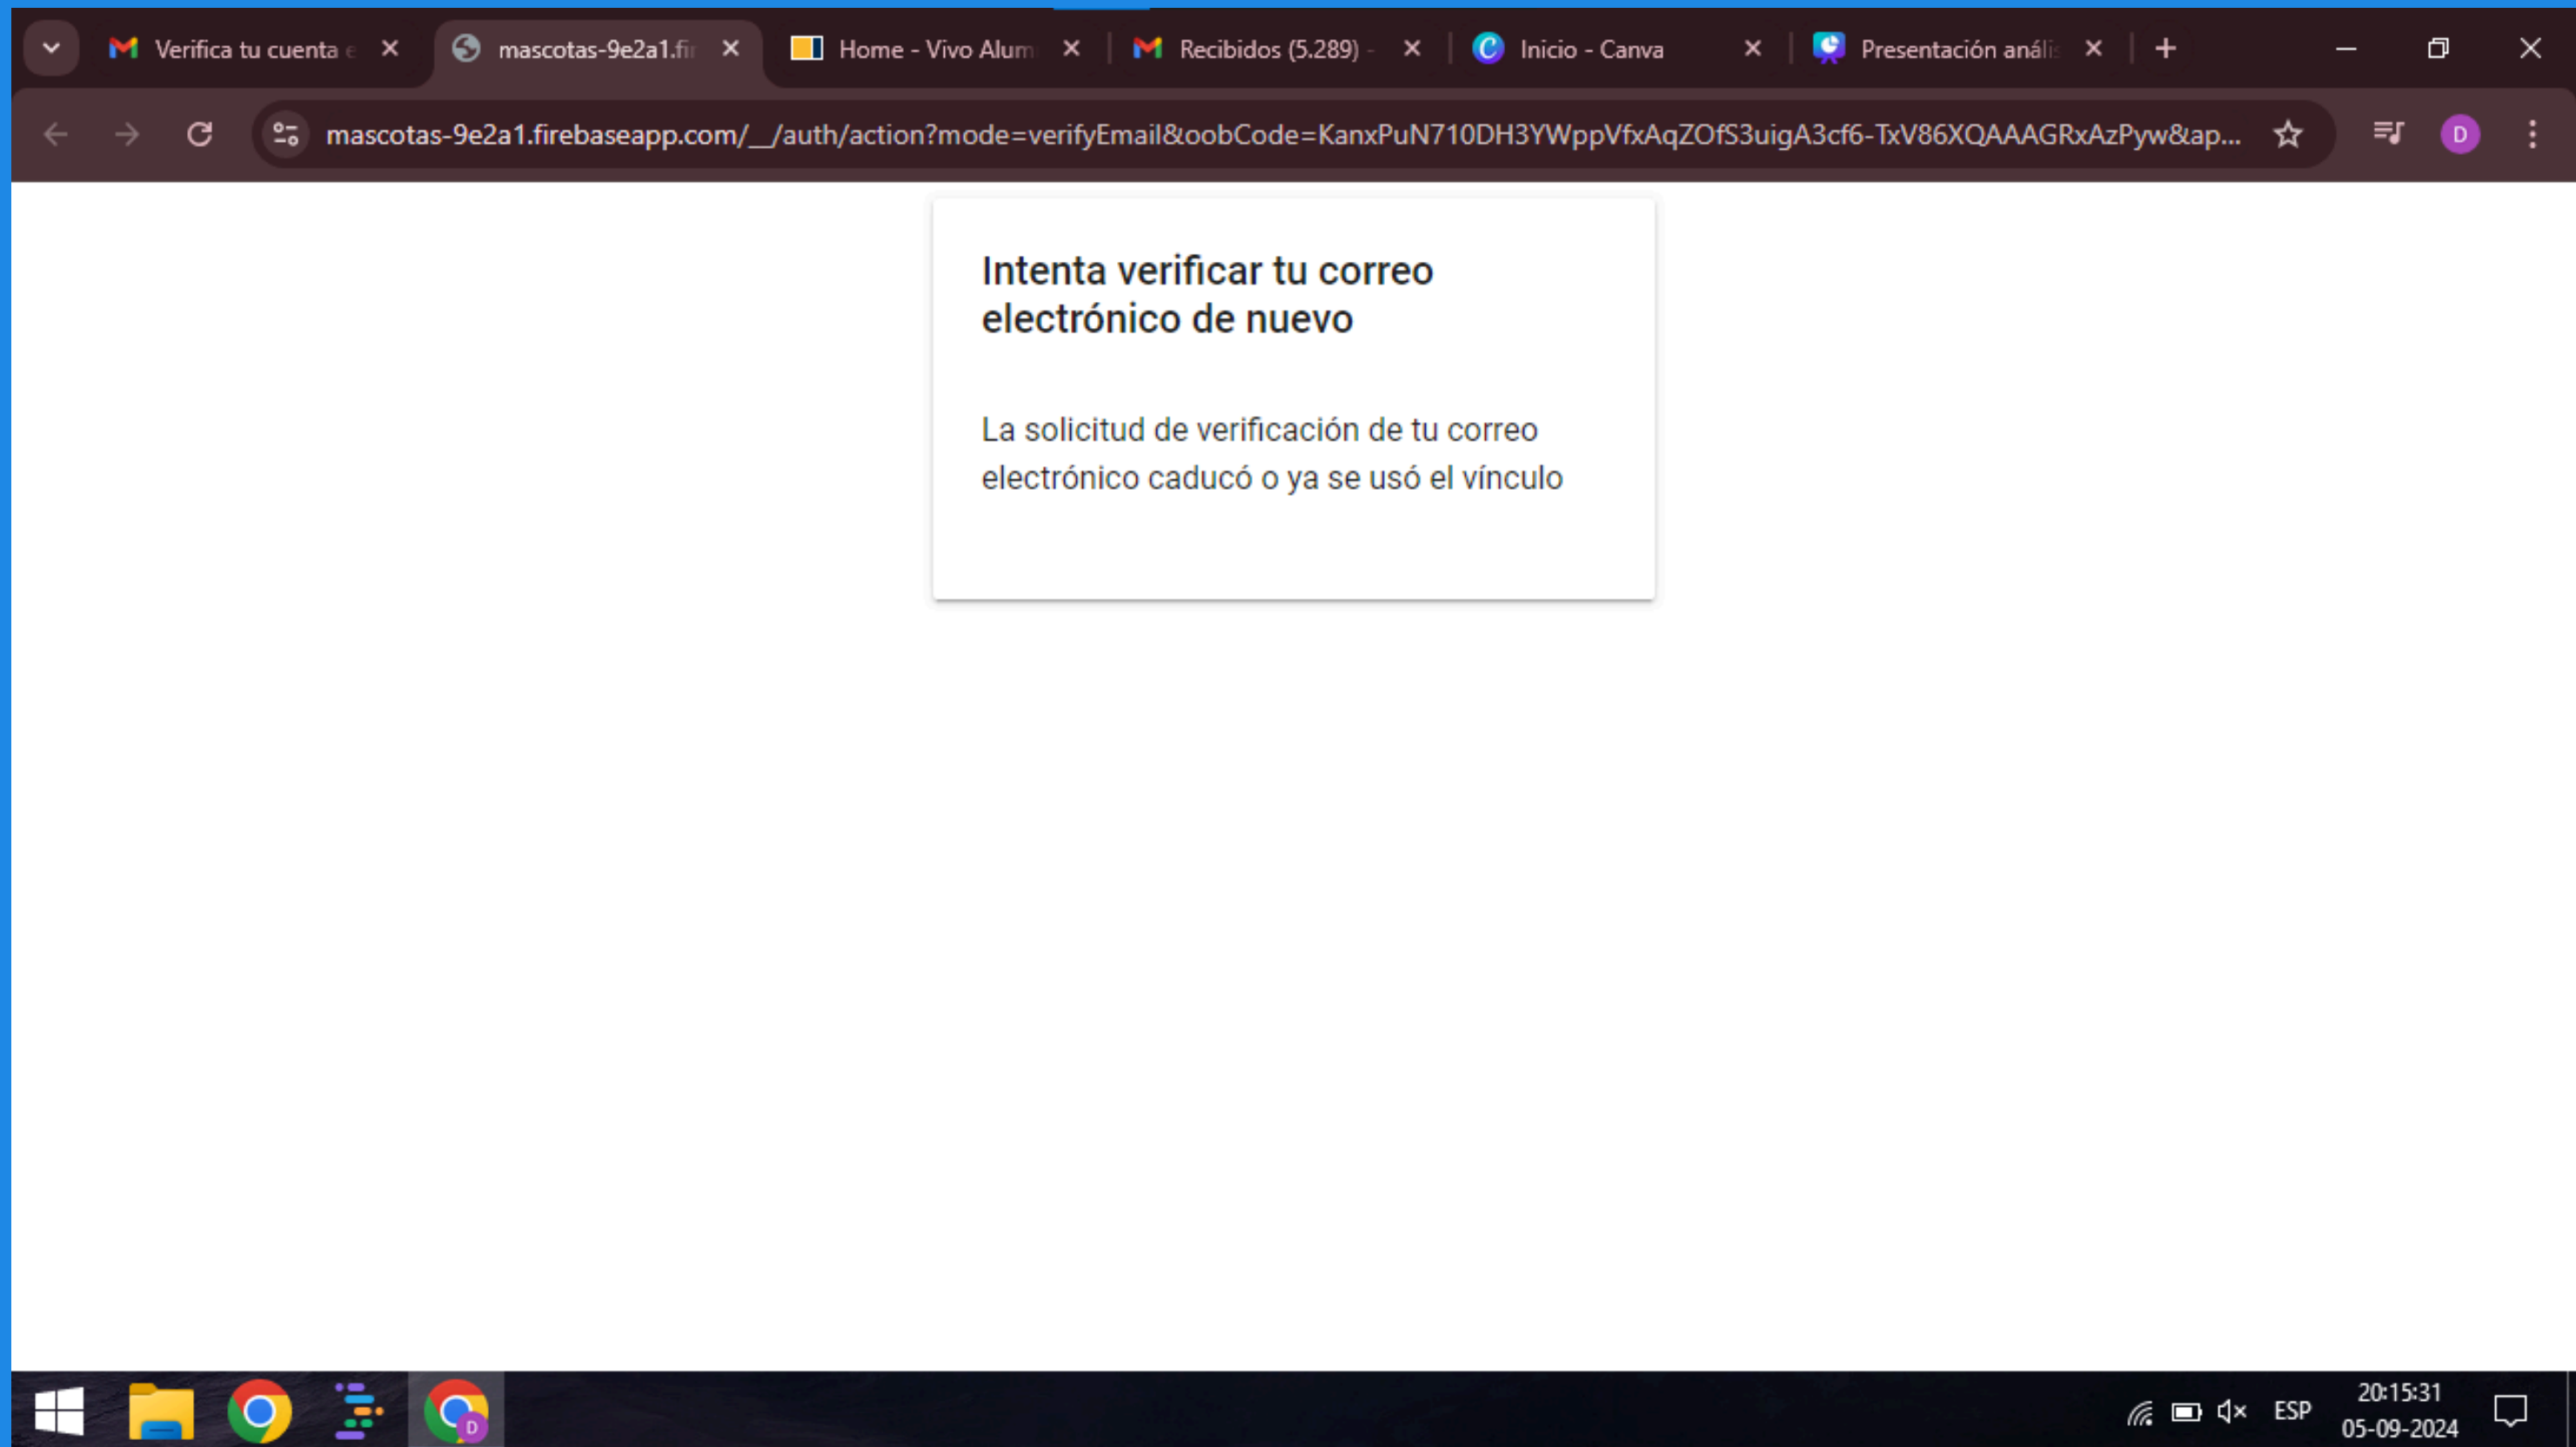 Verifica tu cuenta e
mascotas-9e2a1.fir
Home - Vivo Alum
Recibidos (5.289) -
Inicio - Canva
Presentación anális
mascotas-9e2a1.firebaseapp.com/__/auth/action?mode=verifyEmail&oobCode=KanxPuN710DH3YWppVfxAqZOfS3uigA3cf6-TxV86XQAAAGRxAzPyw&ap...
D
Intenta verificar tu correo
electrónico de nuevo
La solicitud de verificación de tu correo
electrónico caducó o ya se usó el vínculo
D
ESP
20:15:31
05-09-2024